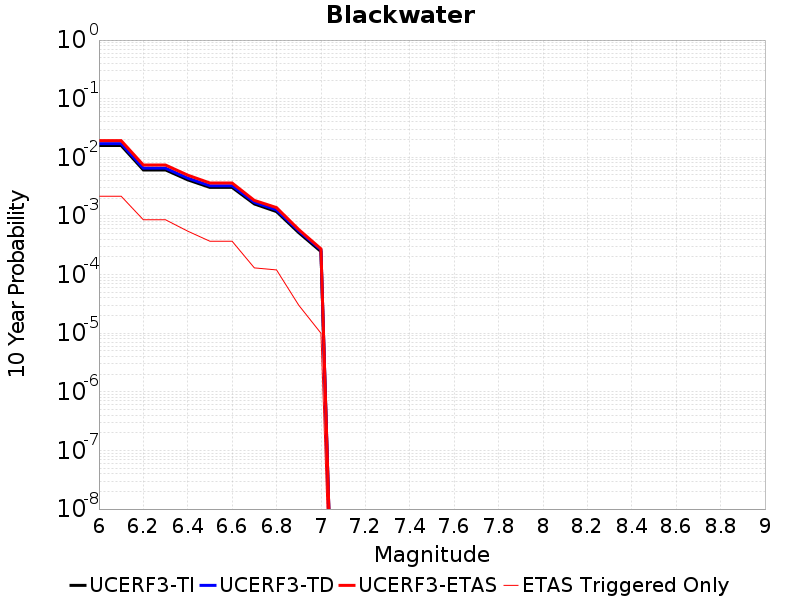 Blackwater
10 Year Probability
10^0
10^-1
10^-2
10^-3
10^-4
10^-5
10^-6
10^-7
10^-8
6 6.2 6.4 6.6 6.8 7 7.2 7.4 7.6 7.8 8 8.2 8.4 8.6 8.8 9
Magnitude
UCERF3-TI UCERF3-TD UCERF3-ETAS ETAS Triggered Only